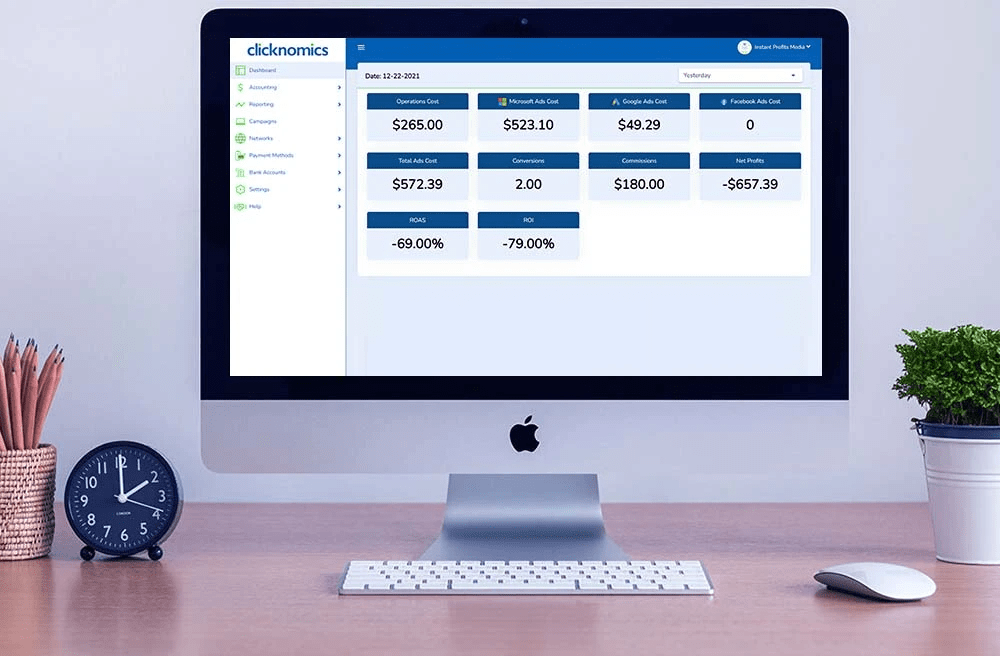 clicknomics
Instant Profits Media
Dashboard
Accounting
Reporting
Campaigns
Networks
Payment Methods
Bank Accounts
Settings
Help
Date: 12-22-2021
Yesterday
Operations Cost
Microsoft Ads Cost
Google Ads Cost
Facebook Ads Cost
$265.00
$523.10
$49.29
0
Total Ads Cost
Conversions
Commissions
Net Profits
$572.39
2.00
$180.00
-$657.39
ROAS
ROI
-69.00%
-79.00%
12
11
10
9
8
7
6
5
4
3
2
LONDON